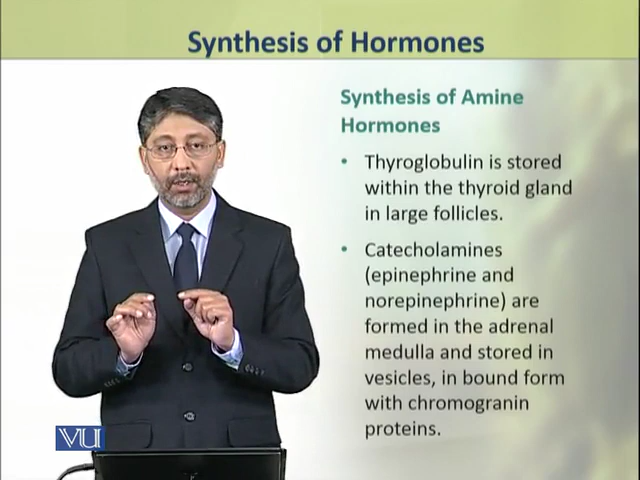 Synthesis of Hormones
Synthesis of Amine
Hormones
• Thyroglobulin is stored
within the thyroid gland
in large follicles.
• Catecholamines
(epinephrine and
norepinephrine) are
formed in the adrenal
medulla and stored in
vesicles, in bound form
with chromogranin
proteins.
VU